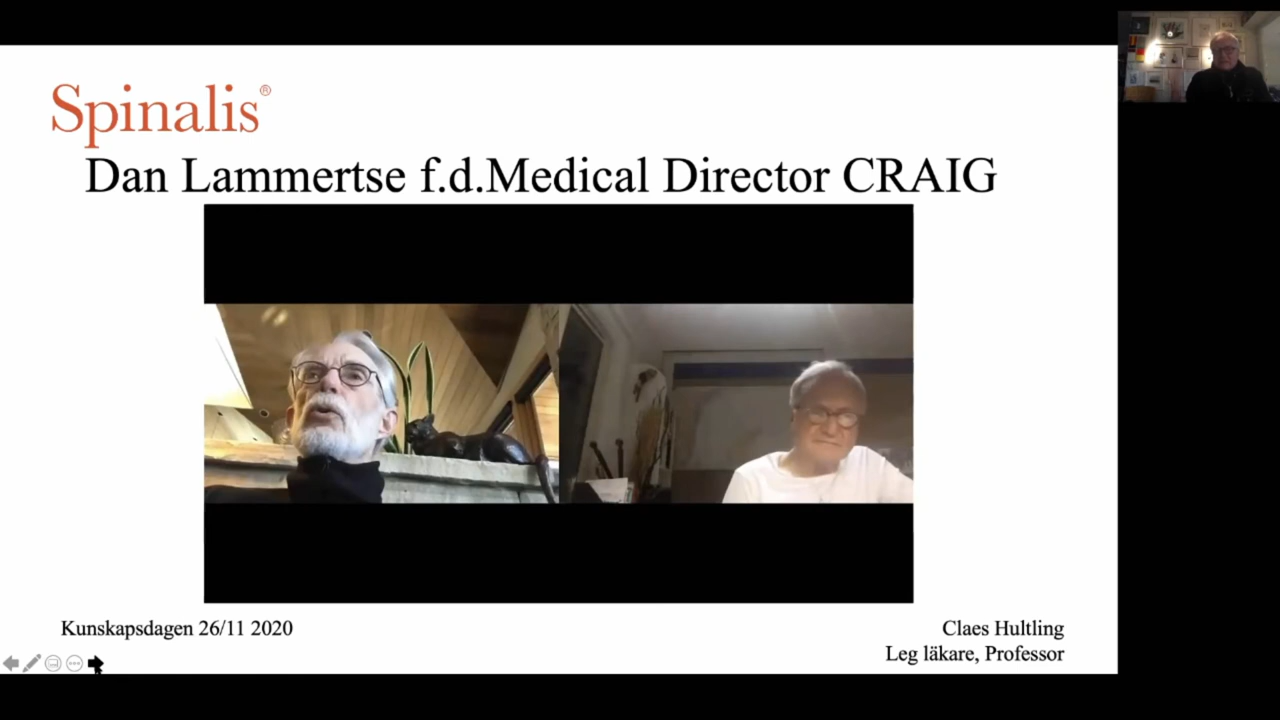 Spinalis®
Dan Lammertse f.d.Medical Director CRAIG
Kunskapsdagen 26/11 2020
Claes Hultling
Leg läkare, Professor